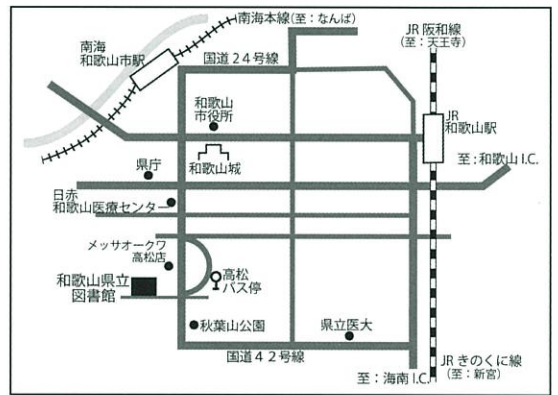 南海本線(至：なんば)
JR 阪和線
(至：天王寺)
南海
和歌山市駅
国道24号線
和歌山
市役所
JR
和歌山駅
和歌山城
至：和歌山 I.C.
県庁
日赤
和歌山医療センター
メッサオークワ
高松店
和歌山県立
図書館
高松
バス停
秋葉山公園
県立医大
国道42号線
JR きのくに線
(至：新宮)
至：海南 I.C.